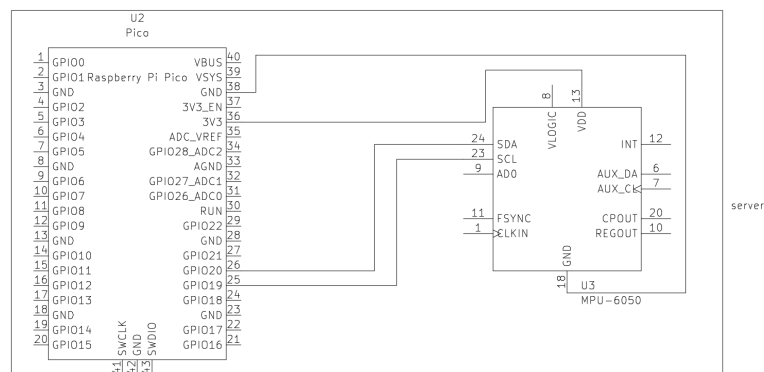 U2
Pico
1 GPIO0 VBUS 40
2 GPIO1 Raspberry Pi Pico VSYS 39
3 GND GND 38
4 GPIO2 3V3_EN 37
5 GPIO3 3V3 36
6 GPIO4 ADC_VREF 35
7 GPIO5 GPIO28_ADC2 34
8 GND AGND 33
9 GPIO6 GPIO27_ADC1 32
10 GPIO7 GPIO26_ADC0 31
11 GPIO8 RUN 30
12 GPIO9 GPIO22 29
13 GND GND 28
14 GPIO10 GPIO21 27
15 GPIO11 GPIO20 26
16 GPIO12 GPIO19 25
17 GPIO13 GPIO18 24
18 GND GND 23
19 GPIO14 GPIO17 22
20 GPIO15 GPIO16 21
41 SWCLK
42 GND
43 SWDIO
8 VLOGIC
13 VDD
24 SDA
23 SCL
9 AD0
11 FSYNC
1 CLKIN
INT 12
AUX_DA 6
AUX_CL 7
CPOUT 20
REGOUT 10
18 GND
U3
MPU-6050
server